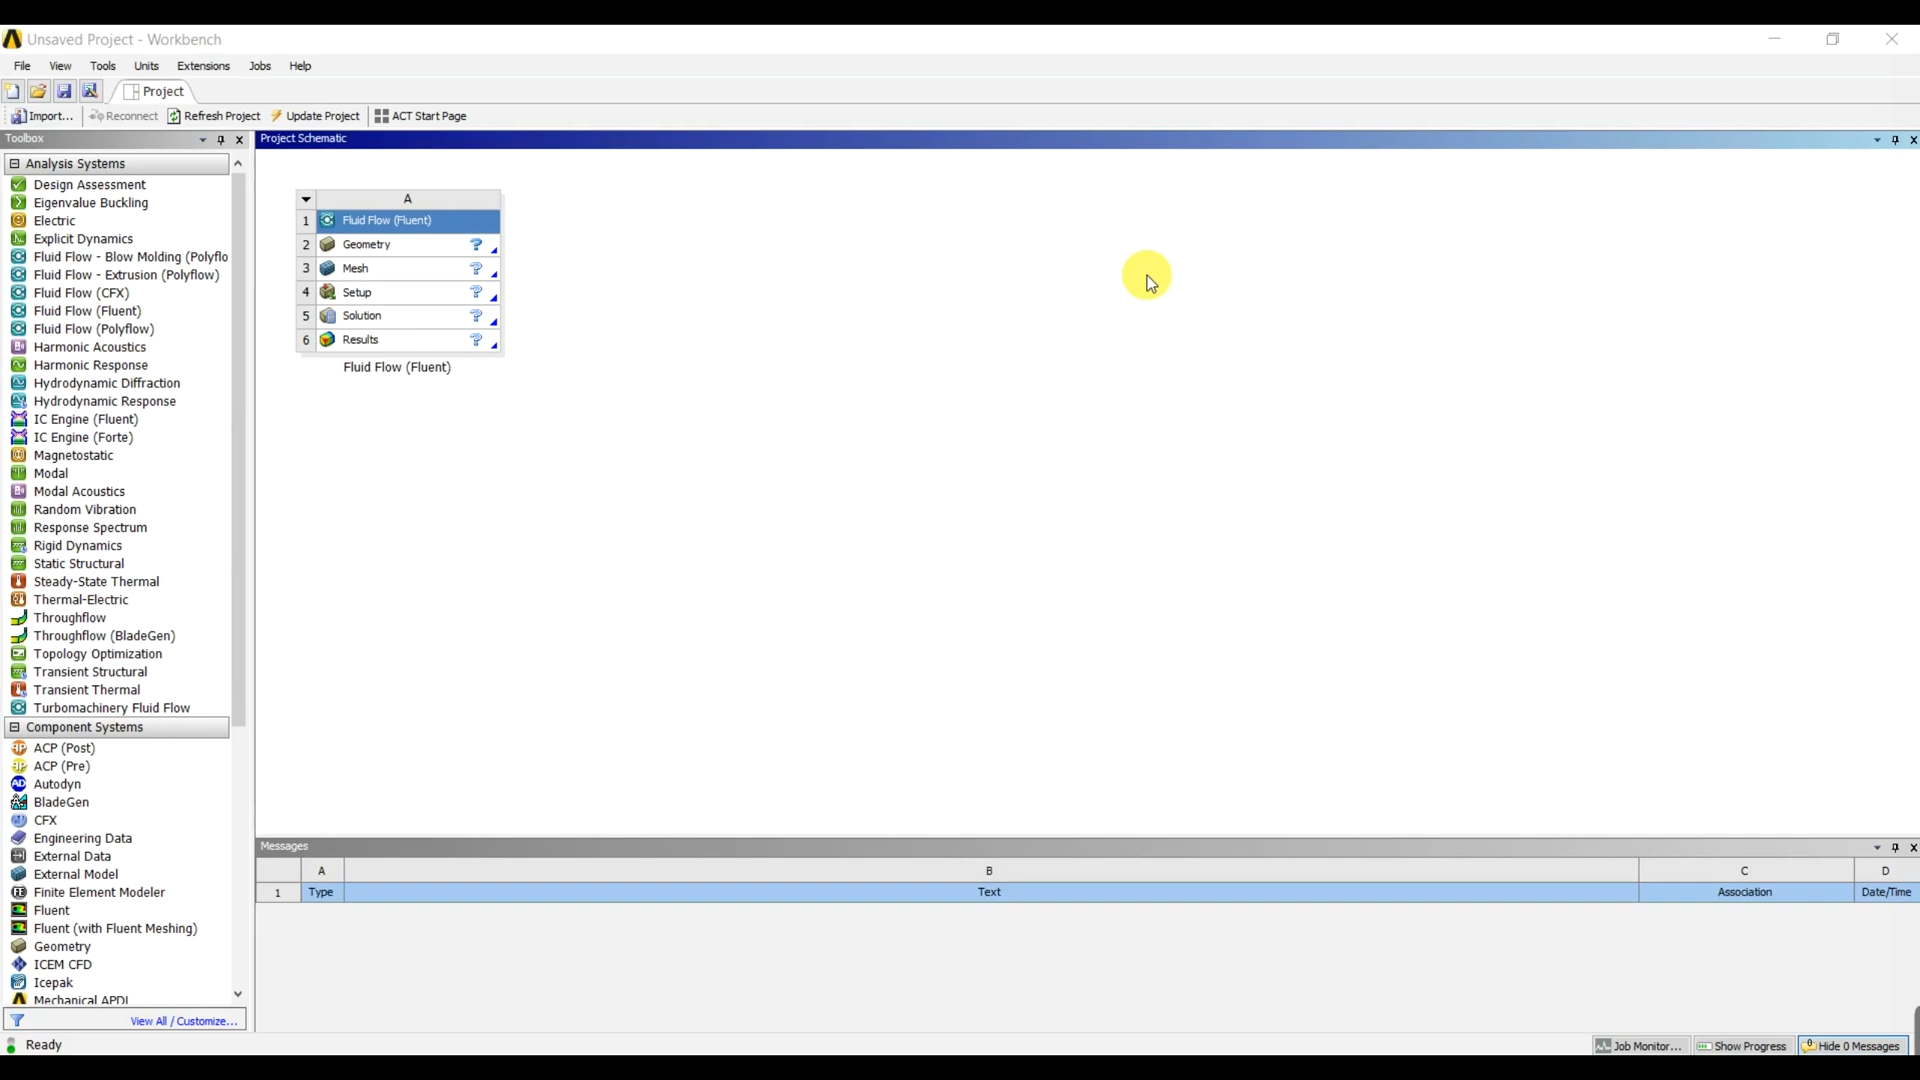 Unsaved Project - Workbench
File View Tools Units Extensions Jobs Help
Project
Import... Reconnect Refresh Project Update Project ACT Start Page
Toolbox
Analysis Systems
Design Assessment
Eigenvalue Buckling
Electric
Explicit Dynamics
Fluid Flow - Blow Molding (Polyflo
Fluid Flow - Extrusion (Polyflow)
Fluid Flow (CFX)
Fluid Flow (Fluent)
Fluid Flow (Polyflow)
Harmonic Acoustics
Harmonic Response
Hydrodynamic Diffraction
Hydrodynamic Response
IC Engine (Fluent)
IC Engine (Forte)
Magnetostatic
Modal
Modal Acoustics
Random Vibration
Response Spectrum
Rigid Dynamics
Static Structural
Steady-State Thermal
Thermal-Electric
Throughflow
Throughflow (BladeGen)
Topology Optimization
Transient Structural
Transient Thermal
Turbomachinery Fluid Flow
Component Systems
ACP (Post)
ACP (Pre)
Autodyn
BladeGen
CFX
Engineering Data
External Data
External Model
Finite Element Modeler
Fluent
Fluent (with Fluent Meshing)
Geometry
ICEM CFD
Icepak
Mechanical APDL
View All / Customize...
Project Schematic
A
1 Fluid Flow (Fluent)
2 Geometry ?
3 Mesh ?
4 Setup ?
5 Solution ?
6 Results ?
Fluid Flow (Fluent)
Messages
A B C D
1 Type Text Association Date/Time
Ready Job Monitor... Show Progress Hide 0 Messages